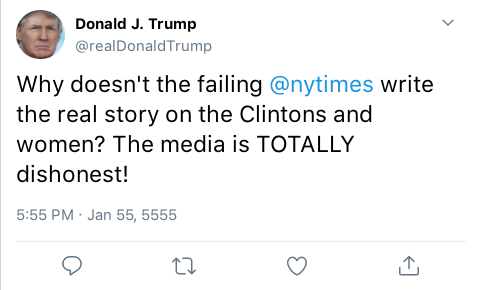 Donald J. Trump
@realDonaldTrump
Why doesn't the failing @nytimes write
the real story on the Clintons and
women? The media is TOTALLY
dishonest!
5:55 PM · Jan 55, 5555